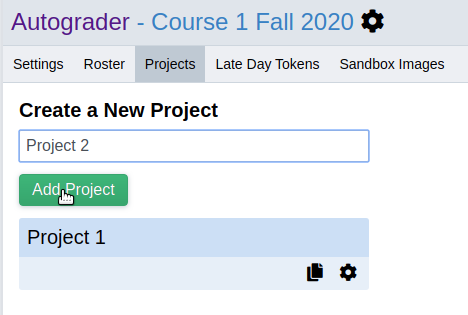 Autograder - Course 1 Fall 2020
Settings Roster Projects Late Day Tokens Sandbox Images
Create a New Project
Project 2
Add Project
Project 1